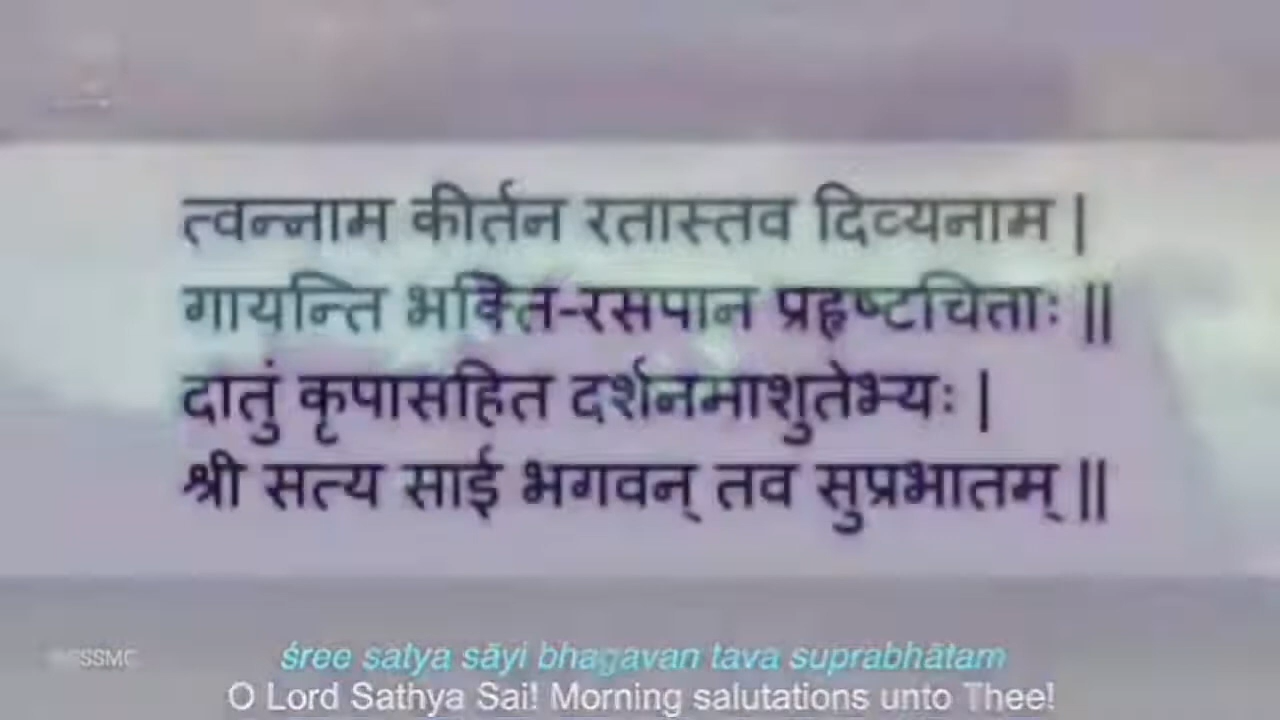 त्वन्नाम कीर्तन रतास्तव दिव्यनाम |
गायन्ति भक्ति-रसपान प्रहृष्टचिताः ||
दातुं कृपासहित दर्शनमाशुतेभ्यः |
श्री सत्य साई भगवन् तव सुप्रभातम् ||
śree satya sāyi bhagavan tava suprabhātam
O Lord Sathya Sai! Morning salutations unto Thee!